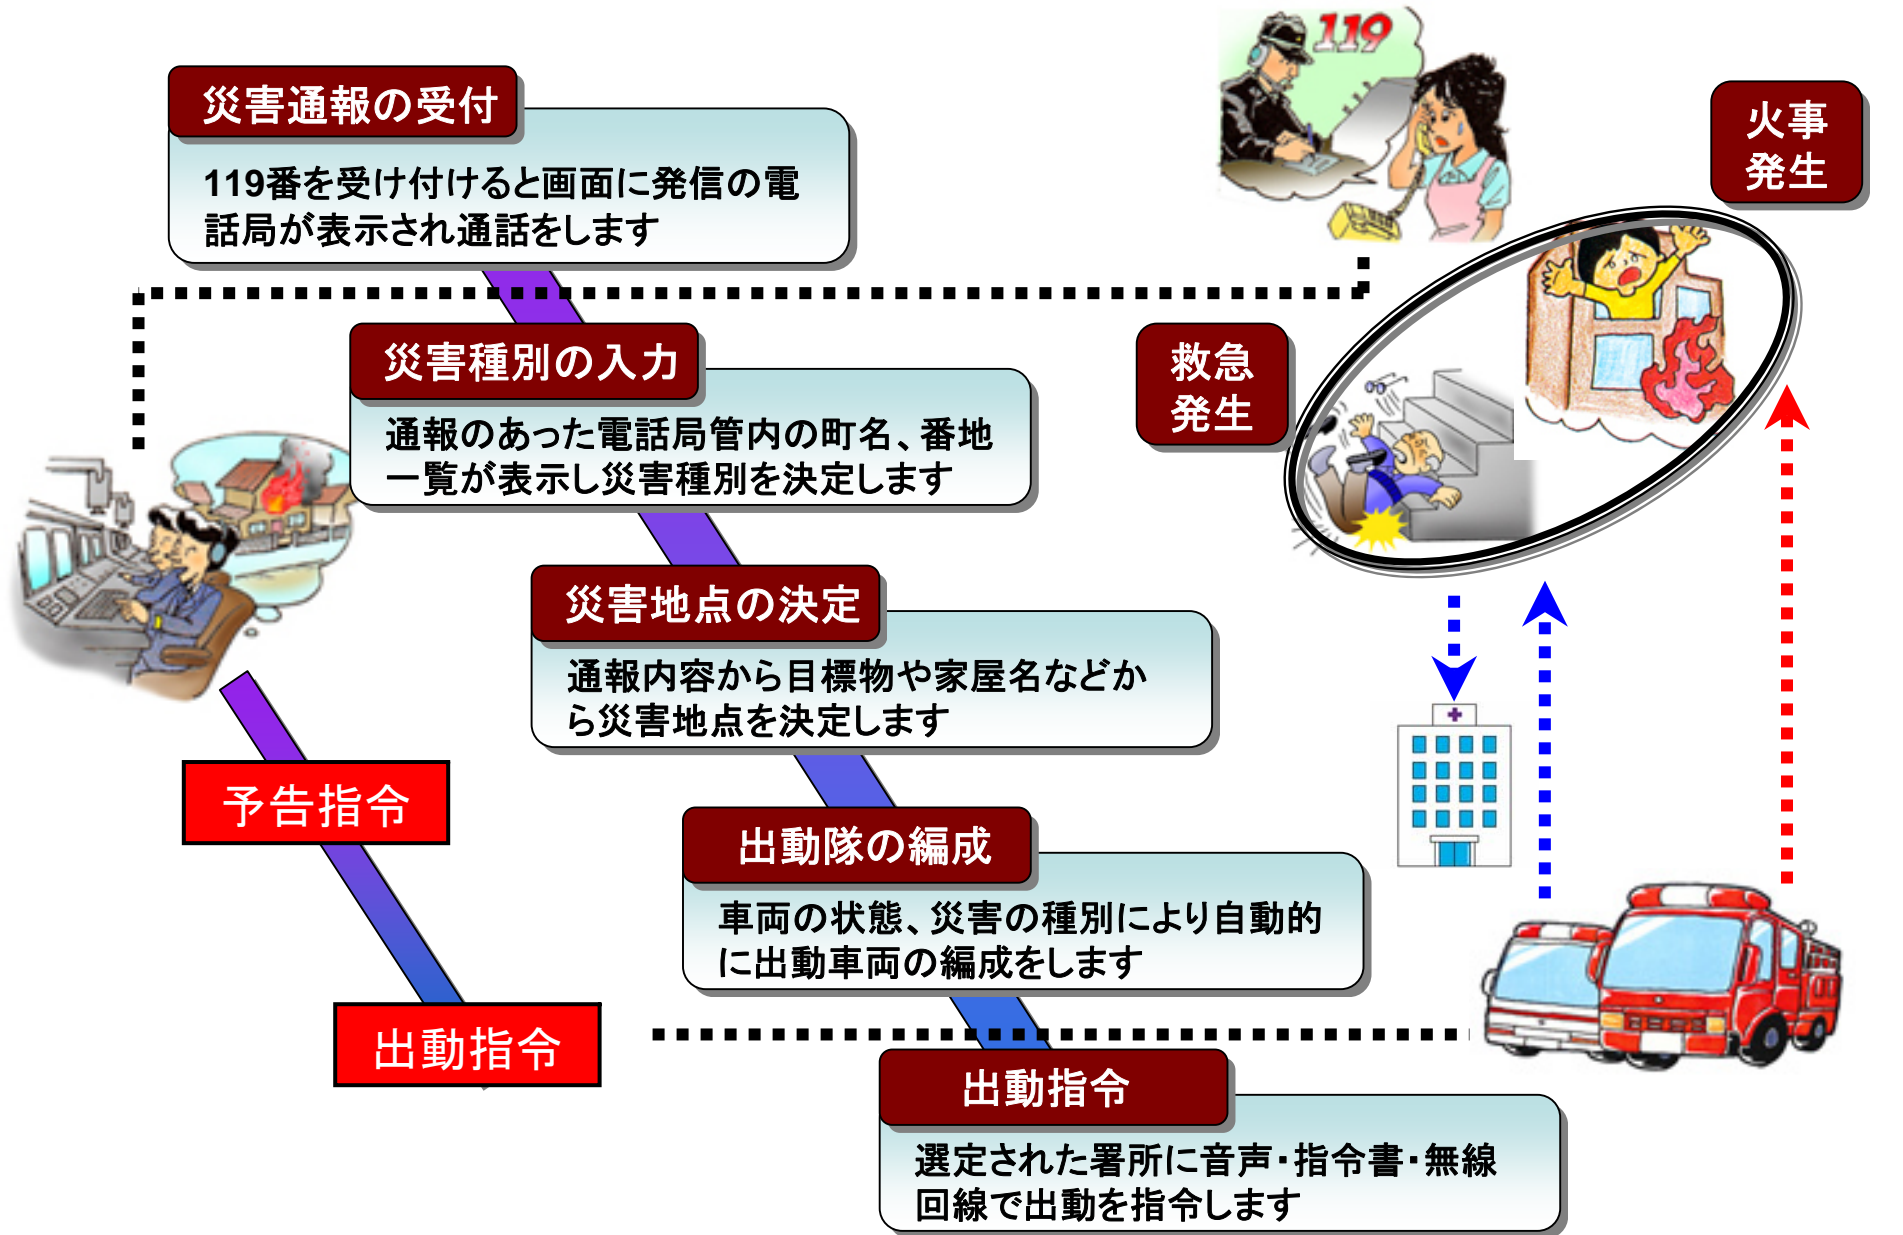 災害通報の受付
119番を受け付けると画面に発信の電
話局が表示され通話をします
119
火事
発生
救急
発生
災害種別の入力
通報のあった電話局管内の町名、番地
一覧が表示し災害種別を決定します
災害地点の決定
通報内容から目標物や家屋名などか
ら災害地点を決定します
予告指令
出動隊の編成
車両の状態、災害の種別により自動的
に出動車両の編成をします
出動指令
出動指令
選定された署所に音声・指令書・無線
回線で出動を指令します